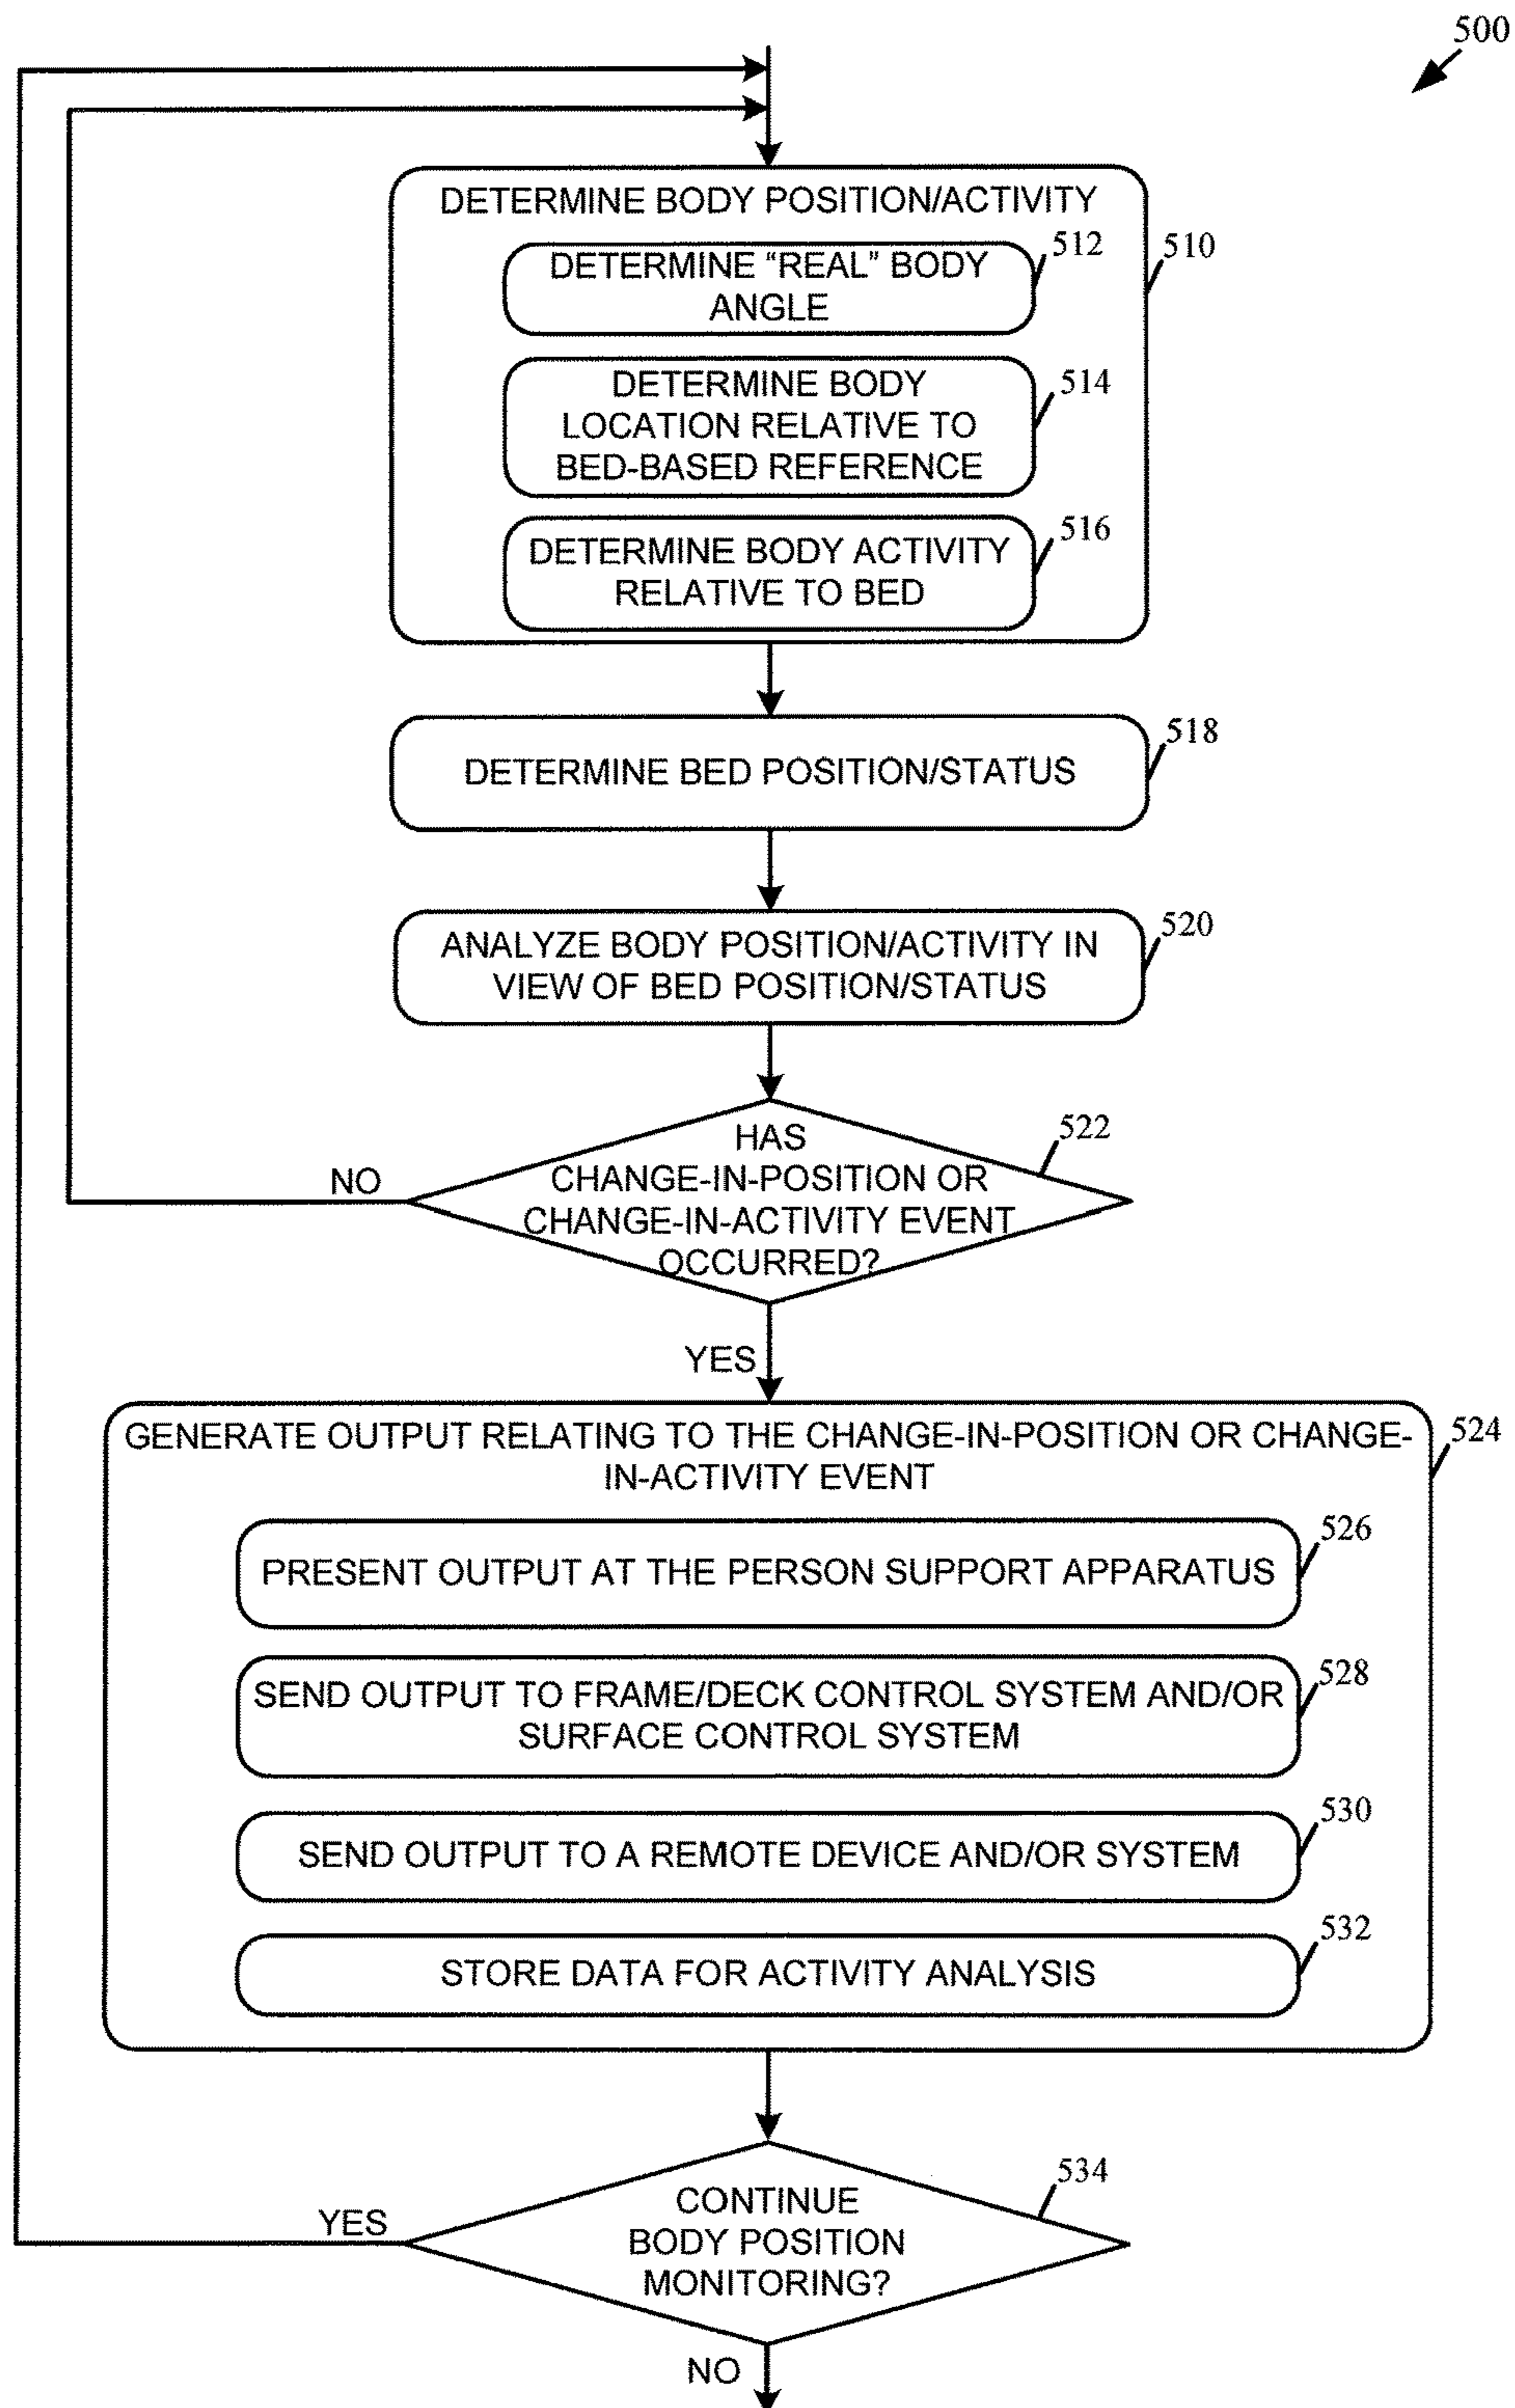 500
DETERMINE BODY POSITION/ACTIVITY
510
512
DETERMINE “REAL” BODY
ANGLE
514
DETERMINE BODY
LOCATION RELATIVE TO
BED-BASED REFERENCE
516
DETERMINE BODY ACTIVITY
RELATIVE TO BED
518
DETERMINE BED POSITION/STATUS
520
ANALYZE BODY POSITION/ACTIVITY IN
VIEW OF BED POSITION/STATUS
522
HAS
CHANGE-IN-POSITION OR
CHANGE-IN-ACTIVITY EVENT
OCCURRED?
NO
YES
524
GENERATE OUTPUT RELATING TO THE CHANGE-IN-POSITION OR CHANGE-
IN-ACTIVITY EVENT
526
PRESENT OUTPUT AT THE PERSON SUPPORT APPARATUS
528
SEND OUTPUT TO FRAME/DECK CONTROL SYSTEM AND/OR
SURFACE CONTROL SYSTEM
530
SEND OUTPUT TO A REMOTE DEVICE AND/OR SYSTEM
532
STORE DATA FOR ACTIVITY ANALYSIS
534
CONTINUE
BODY POSITION
MONITORING?
YES
NO